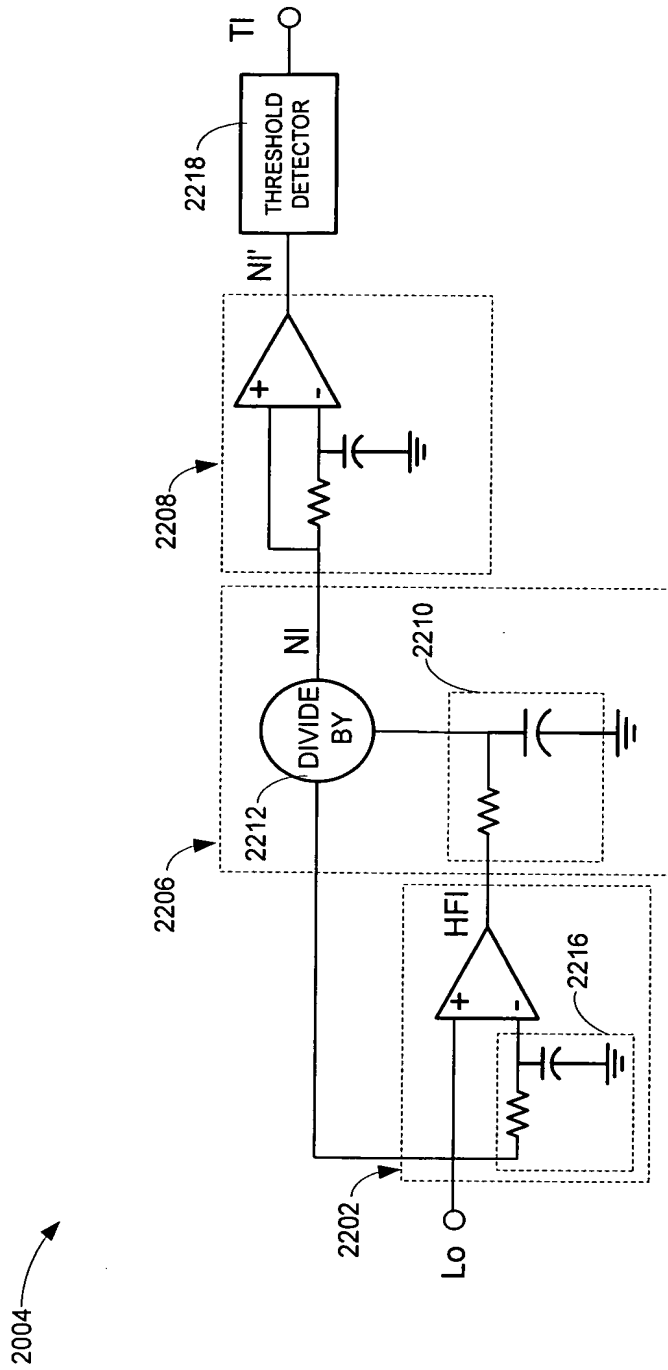 2004
Lo
2202
+
-
2216
HFI
2206
2212
DIVIDE
BY
2210
NI
2208
+
-
NI'
2218
THRESHOLD
DETECTOR
TI